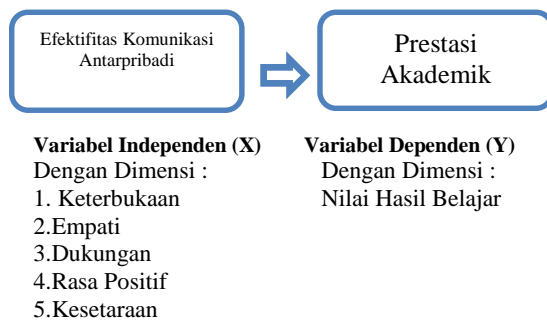 Efektifitas Komunikasi
Antarpribadi
Prestasi
Akademik
Variabel Independen (X)
Dengan Dimensi :
1. Keterbukaan
2.Empati
3.Dukungan
4.Rasa Positif
5.Kesetaraan
Variabel Dependen (Y)
Dengan Dimensi :
Nilai Hasil Belajar